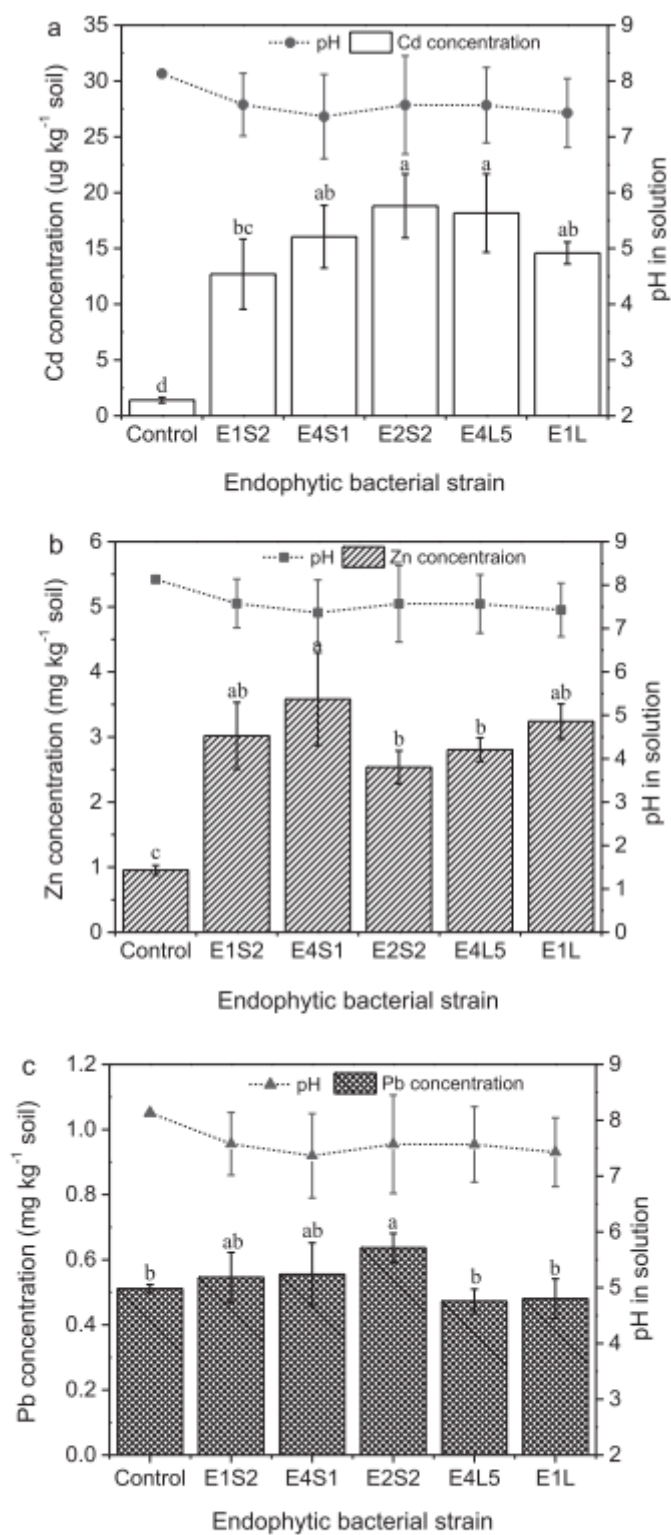 a
pH
Cd concentration
35
30
25
20
15
10
5
0
9
8
7
6
5
4
3
2
Cd concentration (ug kg-1 soil)
pH in solution
d
bc
ab
a
a
ab
Control E1S2 E4S1 E2S2 E4L5 E1L
Endophytic bacterial strain
b
pH
Zn concentraion
6
5
4
3
2
1
0
9
8
7
6
5
4
3
2
1
0
Zn concentration (mg kg-1 soil)
pH in solution
c
ab
a
b
b
ab
Control E1S2 E4S1 E2S2 E4L5 E1L
Endophytic bacterial strain
c
pH
Pb concentration
1.2
1.0
0.8
0.6
0.4
0.2
0.0
9
8
7
6
5
4
3
2
Pb concentration (mg kg-1 soil)
pH in solution
b
ab
ab
a
b
b
Control E1S2 E4S1 E2S2 E4L5 E1L
Endophytic bacterial strain